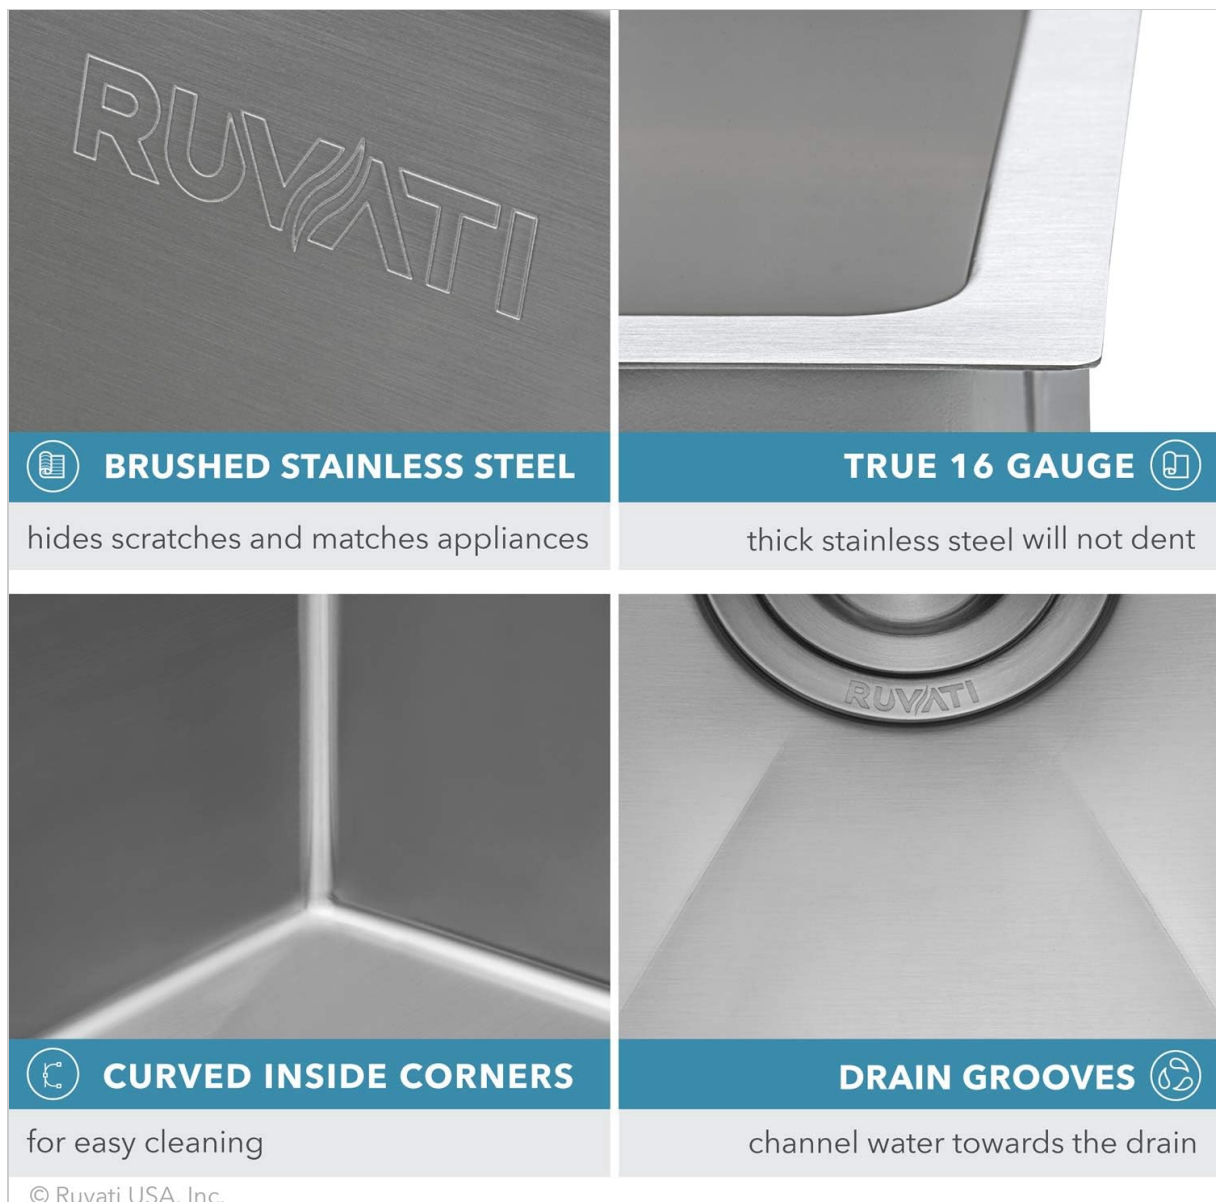 RUVATI
BRUSHED STAINLESS STEEL
hides scratches and matches appliances
TRUE 16 GAUGE
thick stainless steel will not dent
CURVED INSIDE CORNERS
for easy cleaning
RUVATI
DRAIN GROOVES
channel water towards the drain
© Ruvati USA, Inc.